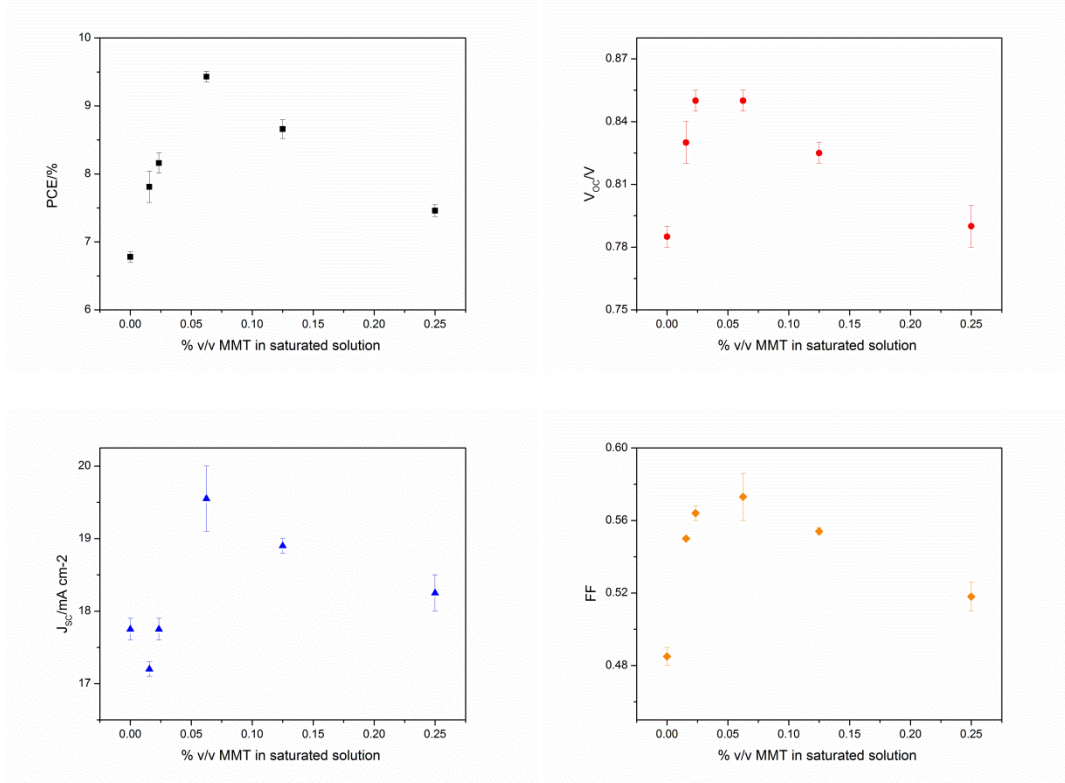 10
9
8
7
6
PCE/%
0.00 0.05 0.10 0.15 0.20 0.25
% v/v MMT in saturated solution
0.87
0.84
0.81
0.78
0.75
VOC/V
0.00 0.05 0.10 0.15 0.20 0.25
% v/v MMT in saturated solution
20
19
18
17
JSC/mA cm-2
0.00 0.05 0.10 0.15 0.20 0.25
% v/v MMT in saturated solution
0.60
0.56
0.52
0.48
FF
0.00 0.05 0.10 0.15 0.20 0.25
% v/v MMT in saturated solution